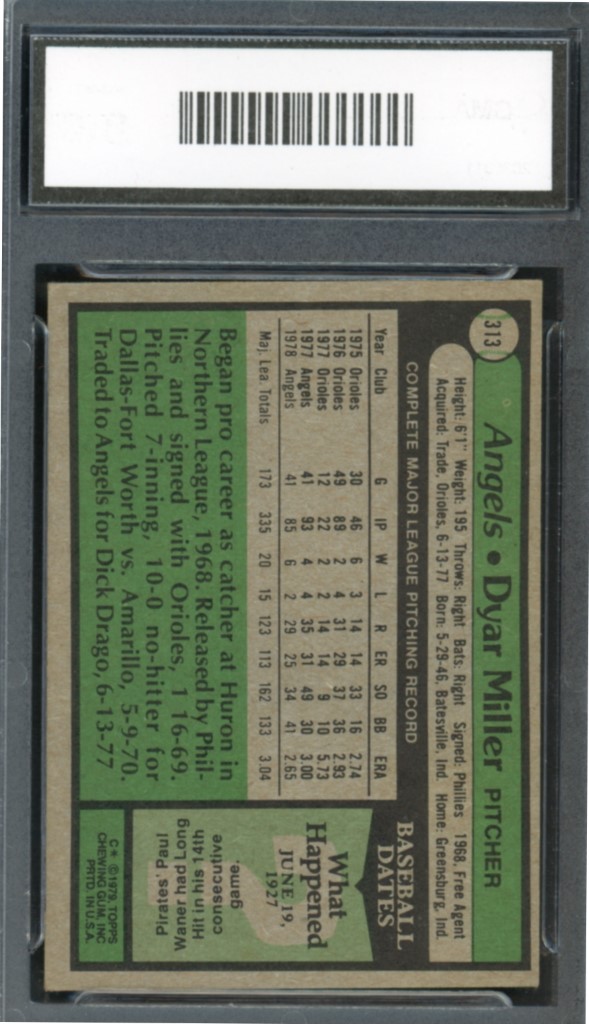 313
Angels • Dyar Miller PITCHER
Height: 6'1" Weight: 195 Throws: Right Bats: Right Signed: Phillies 1968, Free Agent
Acquired: Trade, Orioles, 6-13-77 Born: 5-29-46, Batesville, Ind. Home: Greensburg, Ind.
COMPLETE MAJOR LEAGUE PITCHING RECORD
Year Club G IP W L R ER SO BB ERA
1975 Orioles 30 46 6 3 14 14 33 16 2.74
1976 Orioles 49 89 2 4 31 29 37 36 2.93
1977 Orioles 12 22 2 2 14 14 9 10 5.73
1977 Angels 41 93 4 4 35 31 49 30 3.00
1978 Angels 41 85 6 2 29 25 34 41 2.65
Maj. Lea. Totals 173 335 20 15 123 113 162 133 3.04
Began pro career as catcher at Huron in
Northern League, 1968. Released by Phil-
lies and signed with Orioles, 1 16-69.
Pitched 7-inning, 10-0 no-hitter for
Dallas-Fort Worth vs. Amarillo, 5-9-70.
Traded to Angels for Dick Drago, 6-13-77
BASEBALL
DATES
What
Happened
JUNE 19,
1927
Pirates' Paul
Waner had Long
Hit in his 14th
consecutive
game.
C* © 1979, TOPPS
CHEWING GUM, INC
PRTD. IN U.S.A.